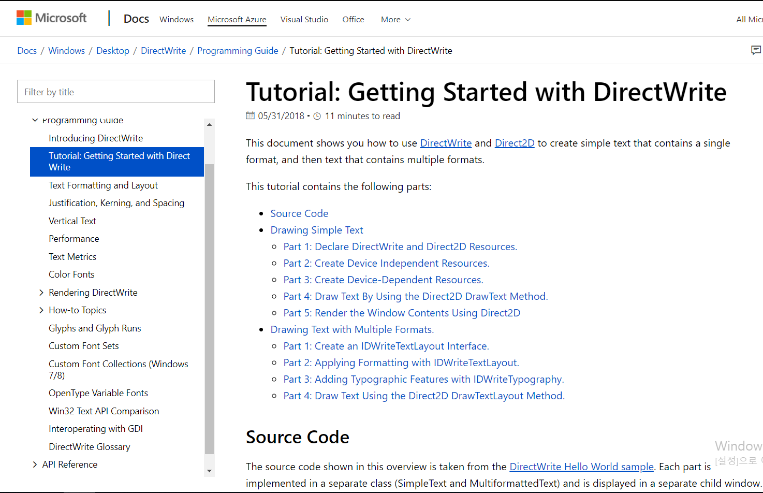 Microsoft Docs Windows Microsoft Azure Visual Studio Office More All Mic
Docs / Windows / Desktop / DirectWrite / Programming Guide / Tutorial: Getting Started with DirectWrite
Filter by title
Programming Guide
Introducing DirectWrite
Tutorial: Getting Started with Direct
Write
Text Formatting and Layout
Justification, Kerning, and Spacing
Vertical Text
Performance
Text Metrics
Color Fonts
Rendering DirectWrite
How-to Topics
Glyphs and Glyph Runs
Custom Font Sets
Custom Font Collections (Windows
7/8)
OpenType Variable Fonts
Win32 Text API Comparison
Interoperating with GDI
DirectWrite Glossary
API Reference
Tutorial: Getting Started with DirectWrite
05/31/2018 • 11 minutes to read
This document shows you how to use DirectWrite and Direct2D to create simple text that contains a single
format, and then text that contains multiple formats.
This tutorial contains the following parts:
• Source Code
• Drawing Simple Text
Part 1: Declare DirectWrite and Direct2D Resources.
Part 2: Create Device Independent Resources.
Part 3: Create Device-Dependent Resources.
Part 4: Draw Text By Using the Direct2D DrawText Method.
Part 5: Render the Window Contents Using Direct2D
• Drawing Text with Multiple Formats.
Part 1: Create an IDWriteTextLayout Interface.
Part 2: Applying Formatting with IDWriteTextLayout.
Part 3: Adding Typographic Features with IDWriteTypography.
Part 4: Draw Text Using the Direct2D DrawTextLayout Method.
Source Code
The source code shown in this overview is taken from the DirectWrite Hello World sample. Each part is
implemented in a separate class (SimpleText and MultiformattedText) and is displayed in a separate child window.
Window
[설정]으로